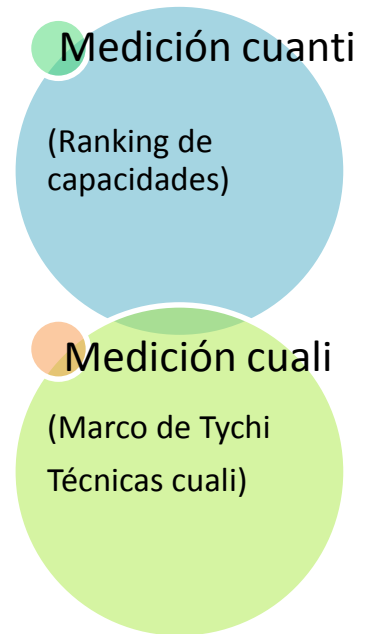 Medición cuanti
(Ranking de
capacidades)
Medición cuali
(Marco de Tychi
Técnicas cuali)